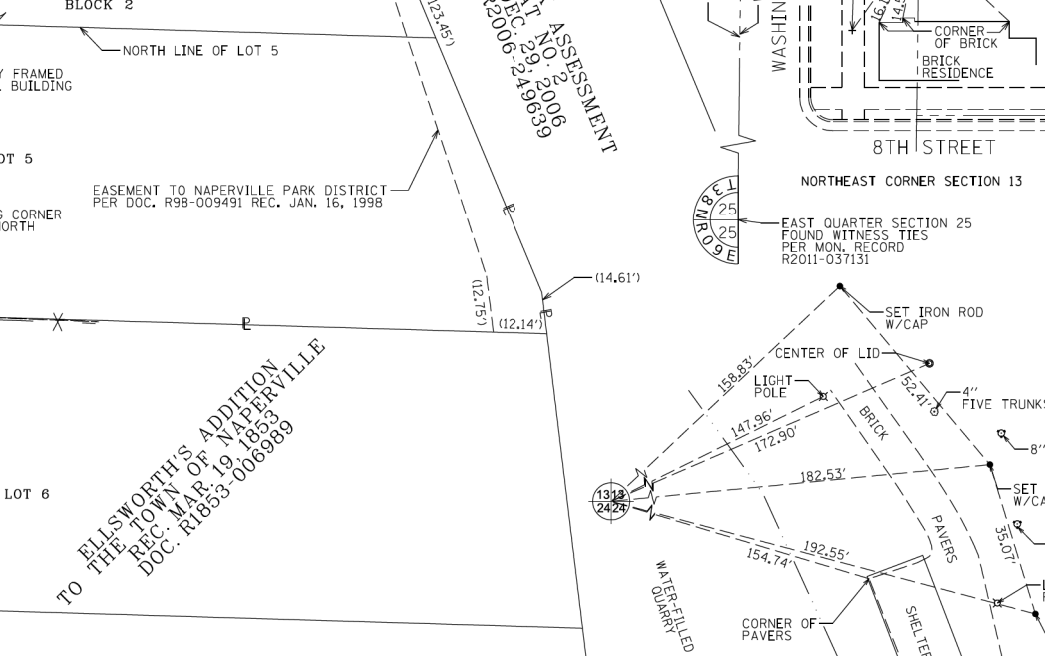 BLOCK 2
NORTH LINE OF LOT 5
Y FRAMED
BUILDING
OT 5
EASEMENT TO NAPERVILLE PARK DISTRICT
PER DOC. R98-009491 REC. JAN. 16, 1998
G CORNER
NORTH
123.45')
ASSESSMENT
AT NO. 2
DEC. 29, 2006
R2006-249639
(14.61')
(12.75')
(12.14')
ELLSWORTH'S ADDITION
TO THE TOWN OF NAPERVILLE
REC. MAR. 19, 1853
DOC. R1853-006989
LOT 6
WASHIN
CORNER
OF BRICK
BRICK
RESIDENCE
8TH STREET
NORTHEAST CORNER SECTION 13
T38NR09E
25
25
EAST QUARTER SECTION 25
FOUND WITNESS TIES
PER MON. RECORD
R2011-037131
SET IRON ROD
W/CAP
CENTER OF LID
LIGHT
POLE
158.83'
147.96'
172.90'
52.41'
4"
FIVE TRUNKS
8"
BRICK
PAVERS
182.53'
SET
W/CA
35.07'
13 13
24 24
192.55'
154.74'
WATER-FILLED
QUARRY
CORNER OF
PAVERS
SHELTER